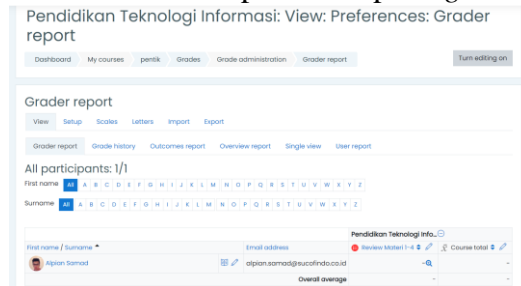 Pendidikan Teknologi Informasi: View: Preferences: Grader
report
Dashboard My courses pentik Grades Grade administration Grader report Turn editing on
Grader report
View Setup Scales Letters Import Export
Grader report Grade history Outcomes report Overview report Single view User report
All participants: 1/1
First name All A B C D E F G H I J K L M N O P Q R S T U V W X Y Z
Surname All A B C D E F G H I J K L M N O P Q R S T U V W X Y Z
Pendidikan Teknologi Info...
First name / Surname Email address Review Materi 1-4 Course total
Alpian Samad alpian.samad@sucofindo.co.id - -
Overall average - -